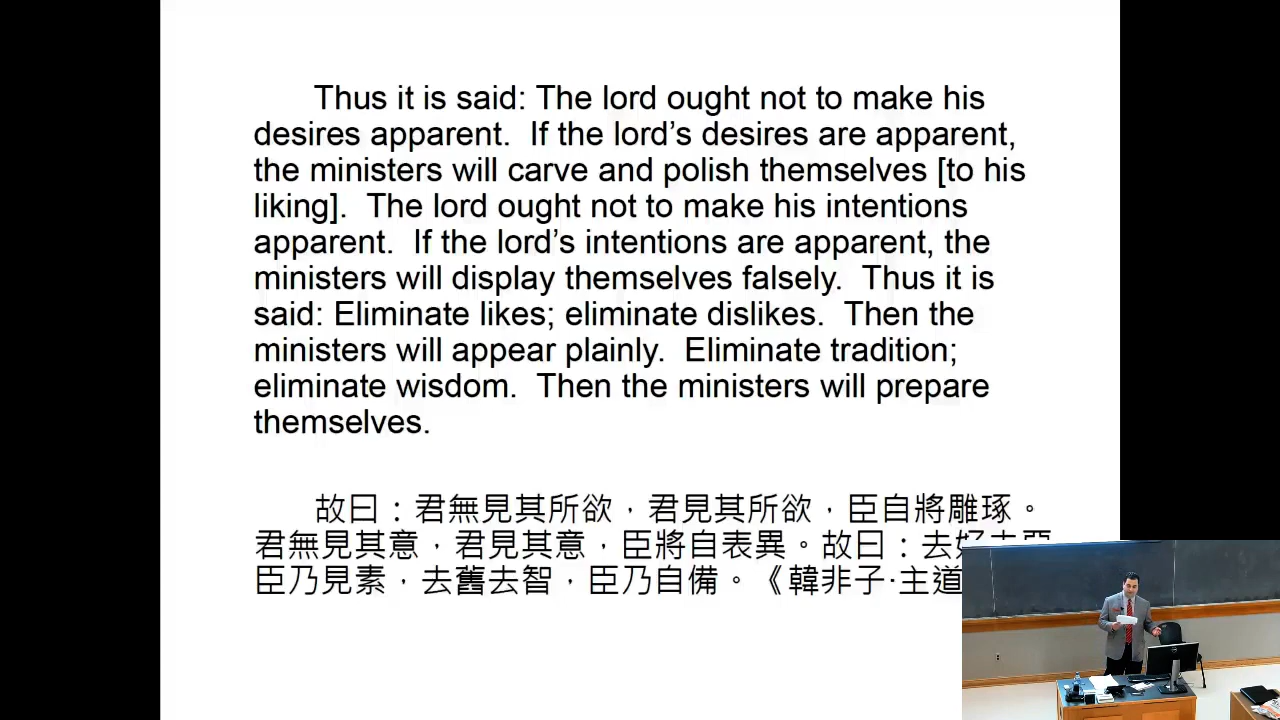 Thus it is said: The lord ought not to make his
desires apparent. If the lord’s desires are apparent,
the ministers will carve and polish themselves [to his
liking]. The lord ought not to make his intentions
apparent. If the lord’s intentions are apparent, the
ministers will display themselves falsely. Thus it is
said: Eliminate likes; eliminate dislikes. Then the
ministers will appear plainly. Eliminate tradition;
eliminate wisdom. Then the ministers will prepare
themselves.
故曰：君無見其所欲，君見其所欲，臣自將雕琢。
君無見其意，君見其意，臣將自表異。故曰：去
臣乃見素，去舊去智，臣乃自備。《韓非子·主道